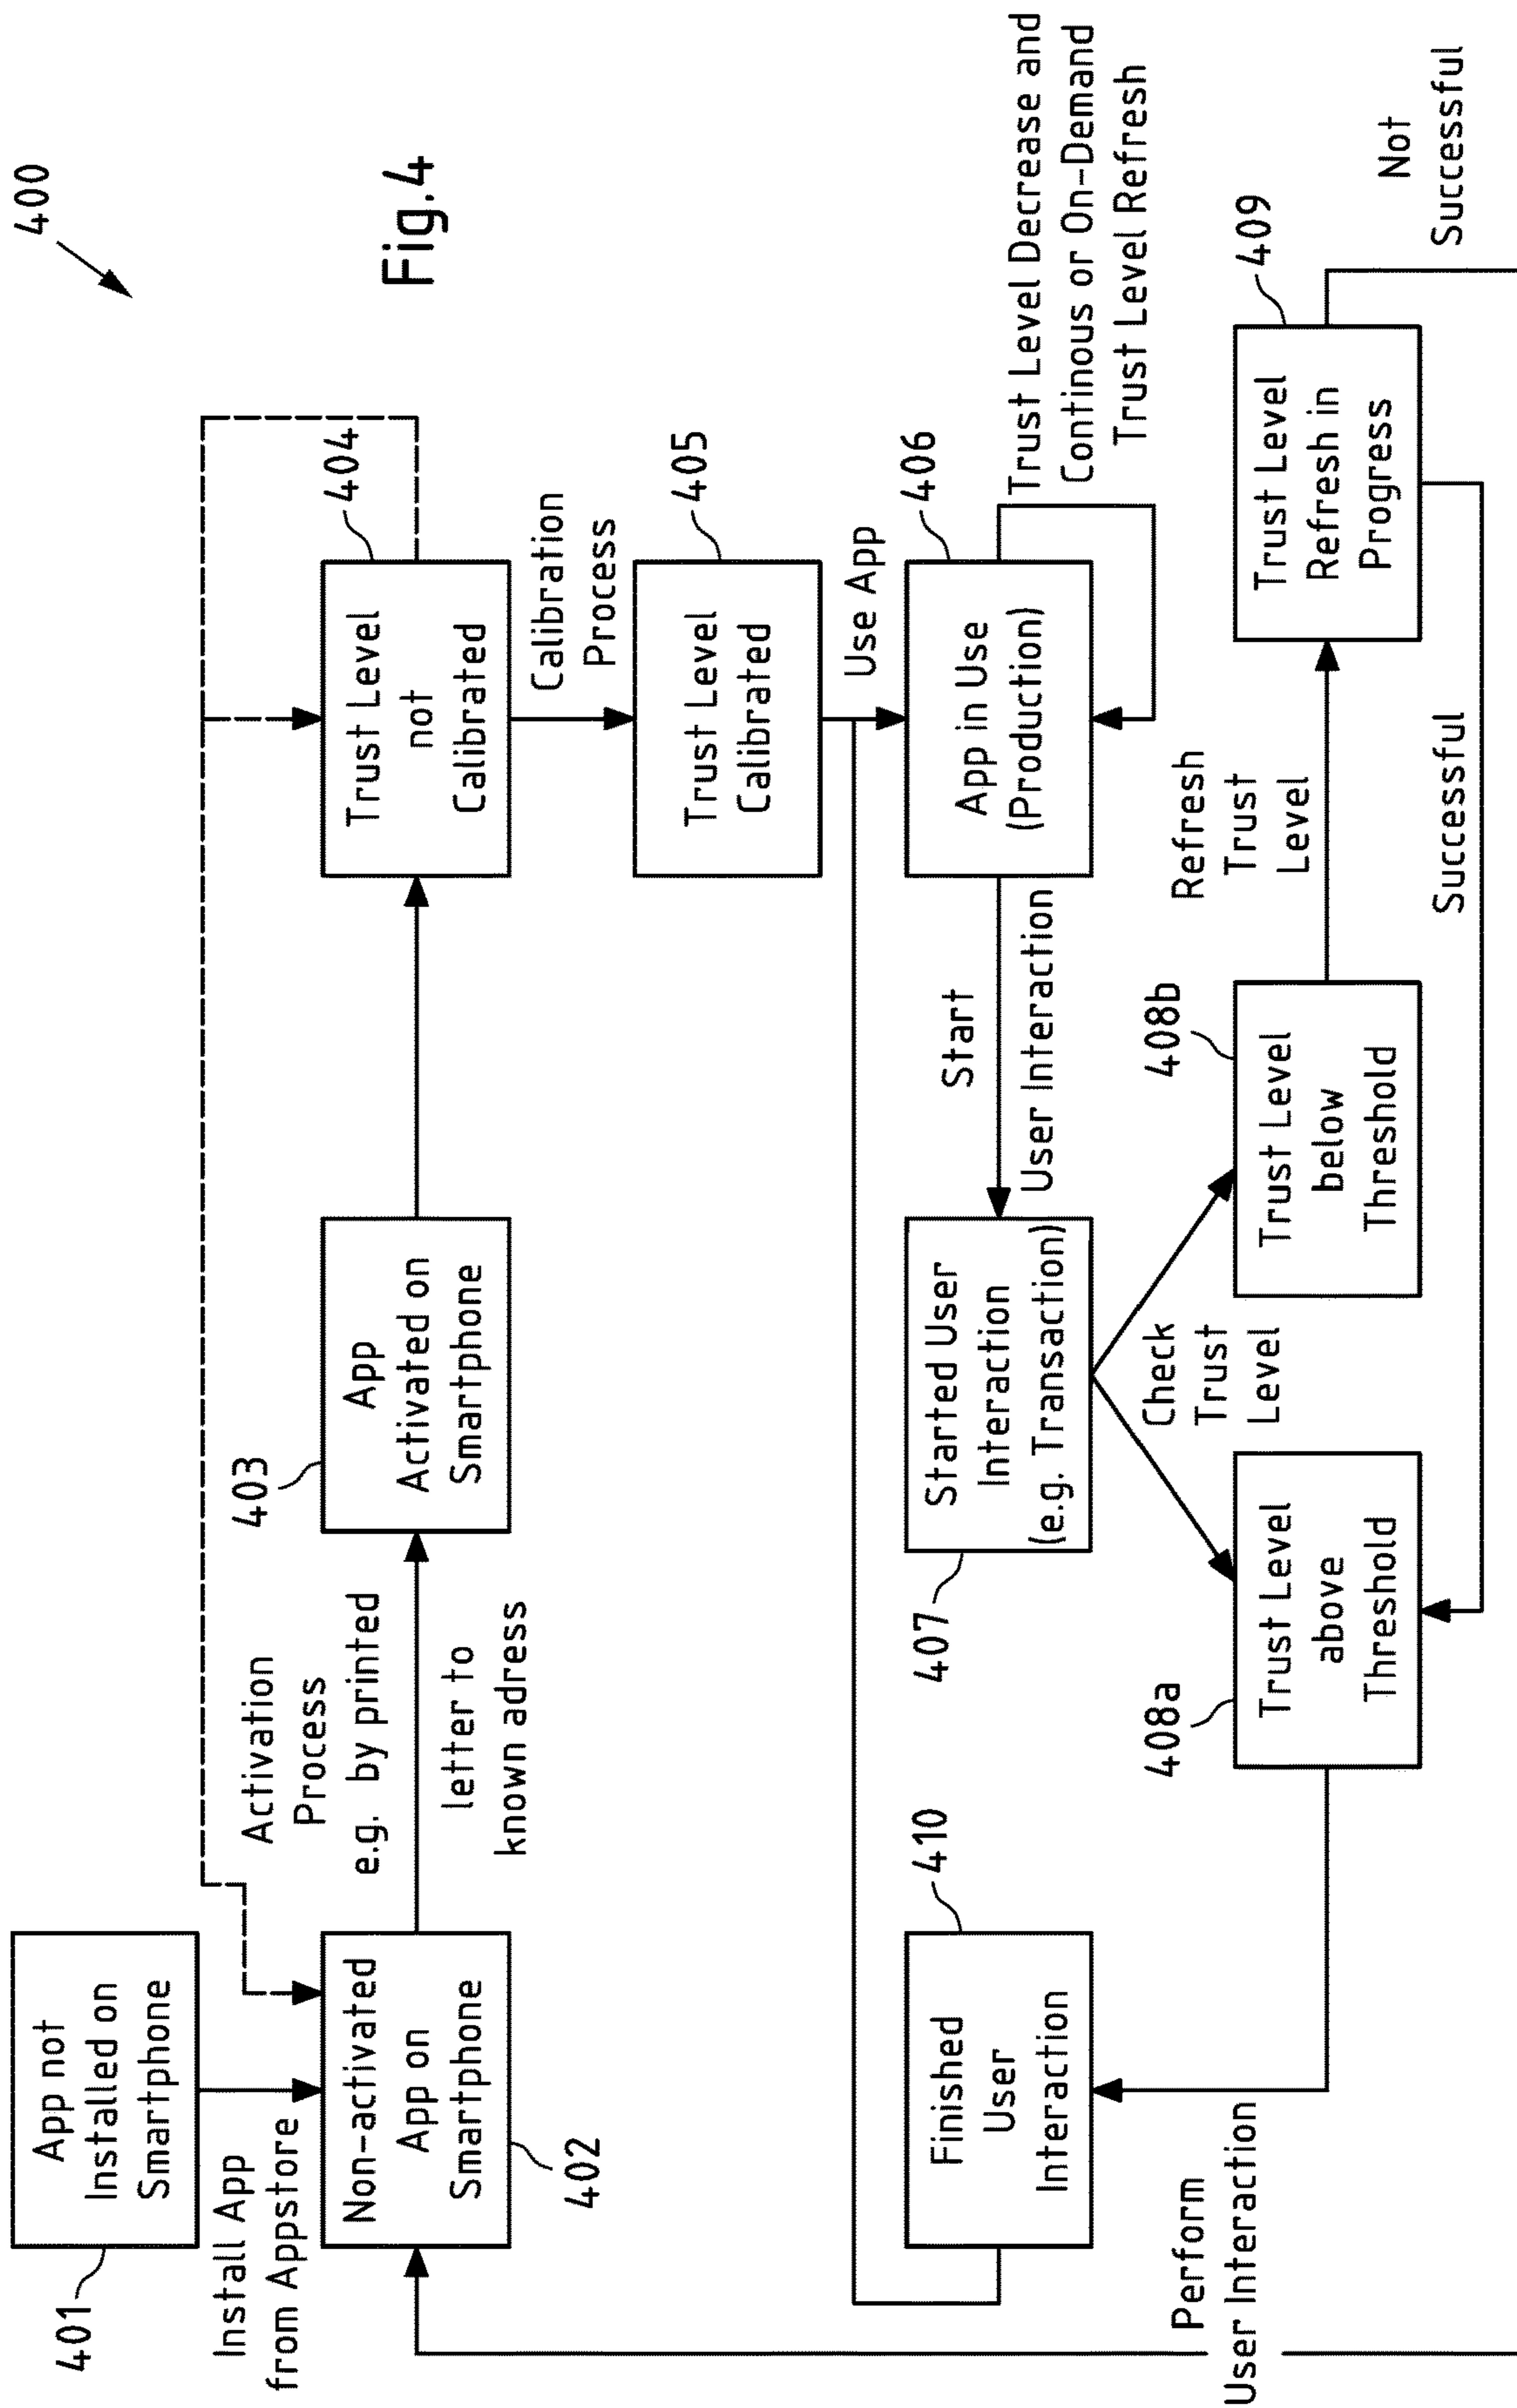 400
Fig.4
401
App not
Installed on
Smartphone
Install App
from Appstore
Non-activated
App on
Smartphone
402
Activation
Process
e.g. by printed
letter to
known adress
403
App
Activated on
Smartphone
404
Trust Level
not
Calibrated
Calibration
Process
405
Trust Level
Calibrated
Use App
406
App in Use
(Production)
Trust Level Decrease and
Continous or On-Demand
Trust Level Refresh
Start
User Interaction
407
Started User
Interaction
(e.g. Transaction)
Check
Trust
Level
408a
Trust Level
above
Threshold
408b
Trust Level
below
Threshold
Refresh
Trust
Level
409
Trust Level
Refresh in
Progress
Not
Successful
Successful
410
Finished
User
Interaction
Perform
User Interaction